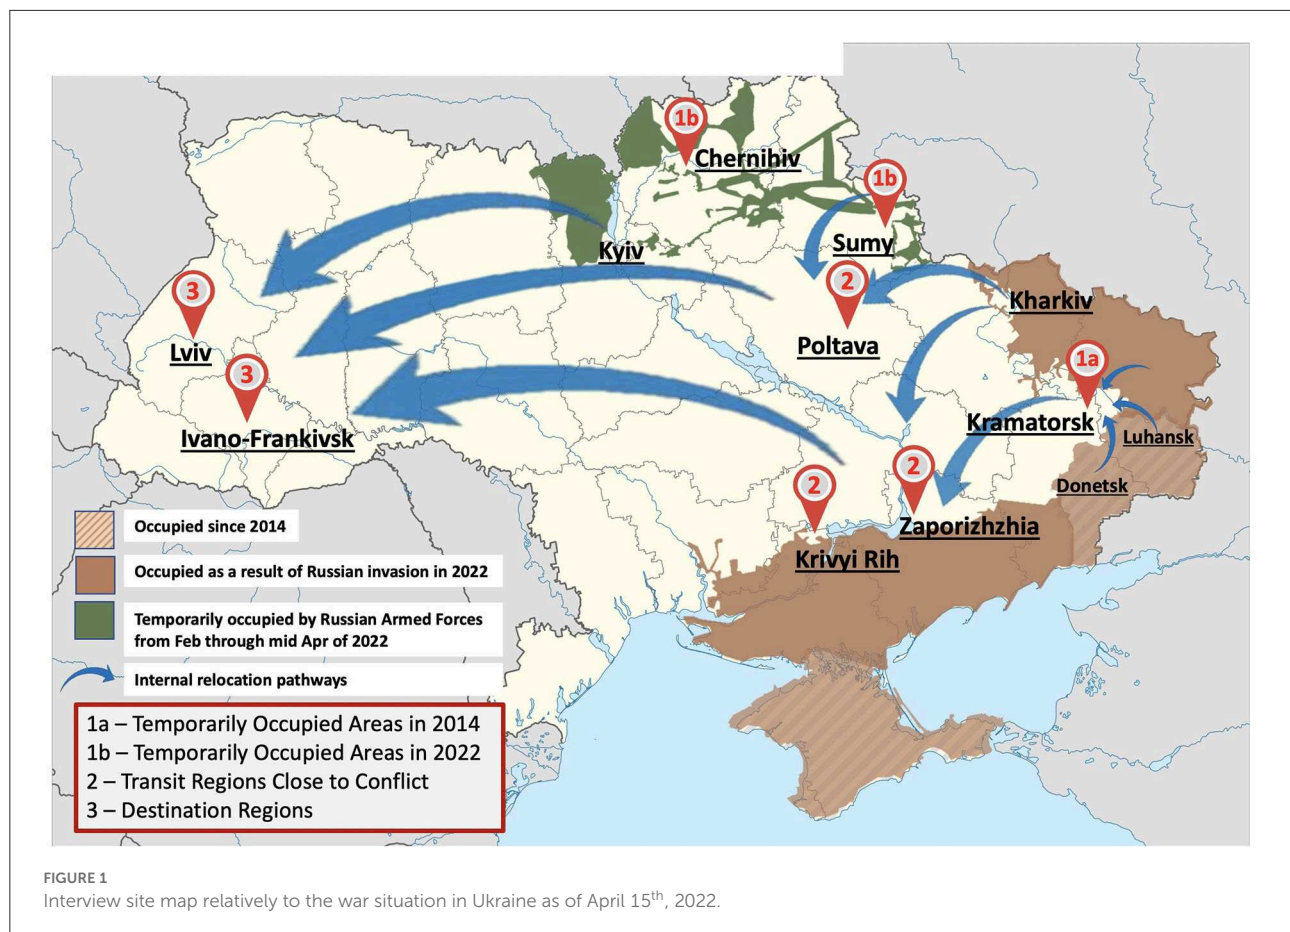 1b
Chernihiv
1b
Sumy
Kyiv
2
Poltava
Kharkiv
3
Lviv
3
Ivano-Frankivsk
1a
Kramatorsk
Luhansk
Donetsk
2
Zaporizhzhia
2
Krivyi Rih
Occupied since 2014
Occupied as a result of Russian invasion in 2022
Temporarily occupied by Russian Armed Forces
from Feb through mid Apr of 2022
Internal relocation pathways
1a – Temporarily Occupied Areas in 2014
1b – Temporarily Occupied Areas in 2022
2 – Transit Regions Close to Conflict
3 – Destination Regions
FIGURE 1
Interview site map relatively to the war situation in Ukraine as of April 15th, 2022.